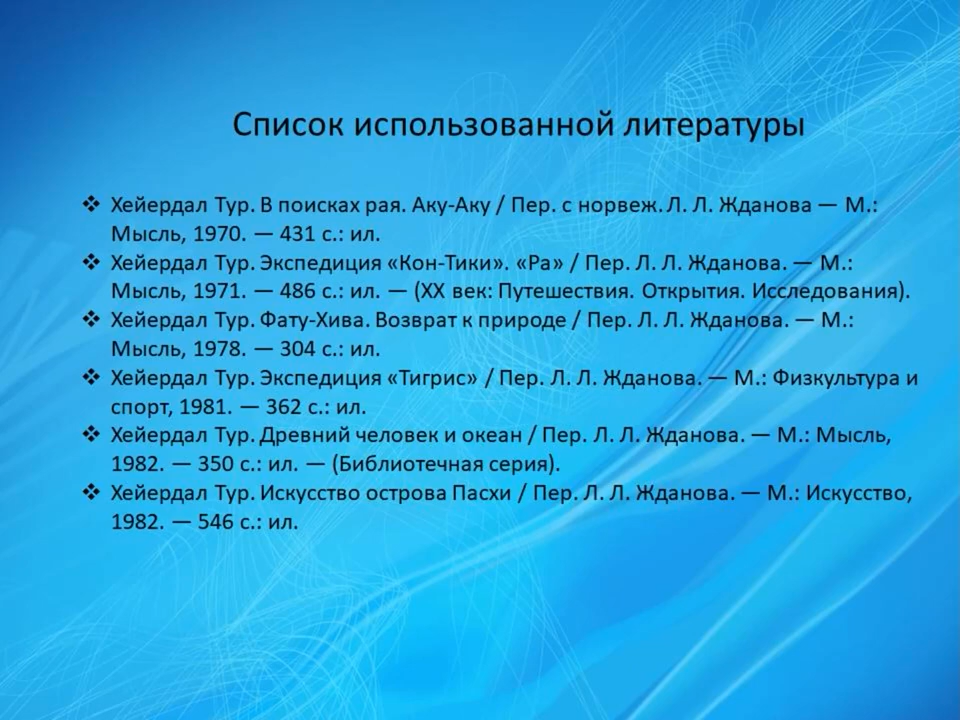 Список использованной литературы
❖ Хейердал Тур. В поисках рая. Аку-Аку / Пер. с норвеж. Л. Л. Жданова — М.:
Мысль, 1970. — 431 с.: ил.
❖ Хейердал Тур. Экспедиция «Кон-Тики». «Ра» / Пер. Л. Л. Жданова. — М.:
Мысль, 1971. — 486 с.: ил. — (XX век: Путешествия. Открытия. Исследования).
❖ Хейердал Тур. Фату-Хива. Возврат к природе / Пер. Л. Л. Жданова. — М.:
Мысль, 1978. — 304 с.: ил.
❖ Хейердал Тур. Экспедиция «Тигрис» / Пер. Л. Л. Жданова. — М.: Физкультура и
спорт, 1981. — 362 с.: ил.
❖ Хейердал Тур. Древний человек и океан / Пер. Л. Л. Жданова. — М.: Мысль,
1982. — 350 с.: ил. — (Библиотечная серия).
❖ Хейердал Тур. Искусство острова Пасхи / Пер. Л. Л. Жданова. — М.: Искусство,
1982. — 546 с.: ил.